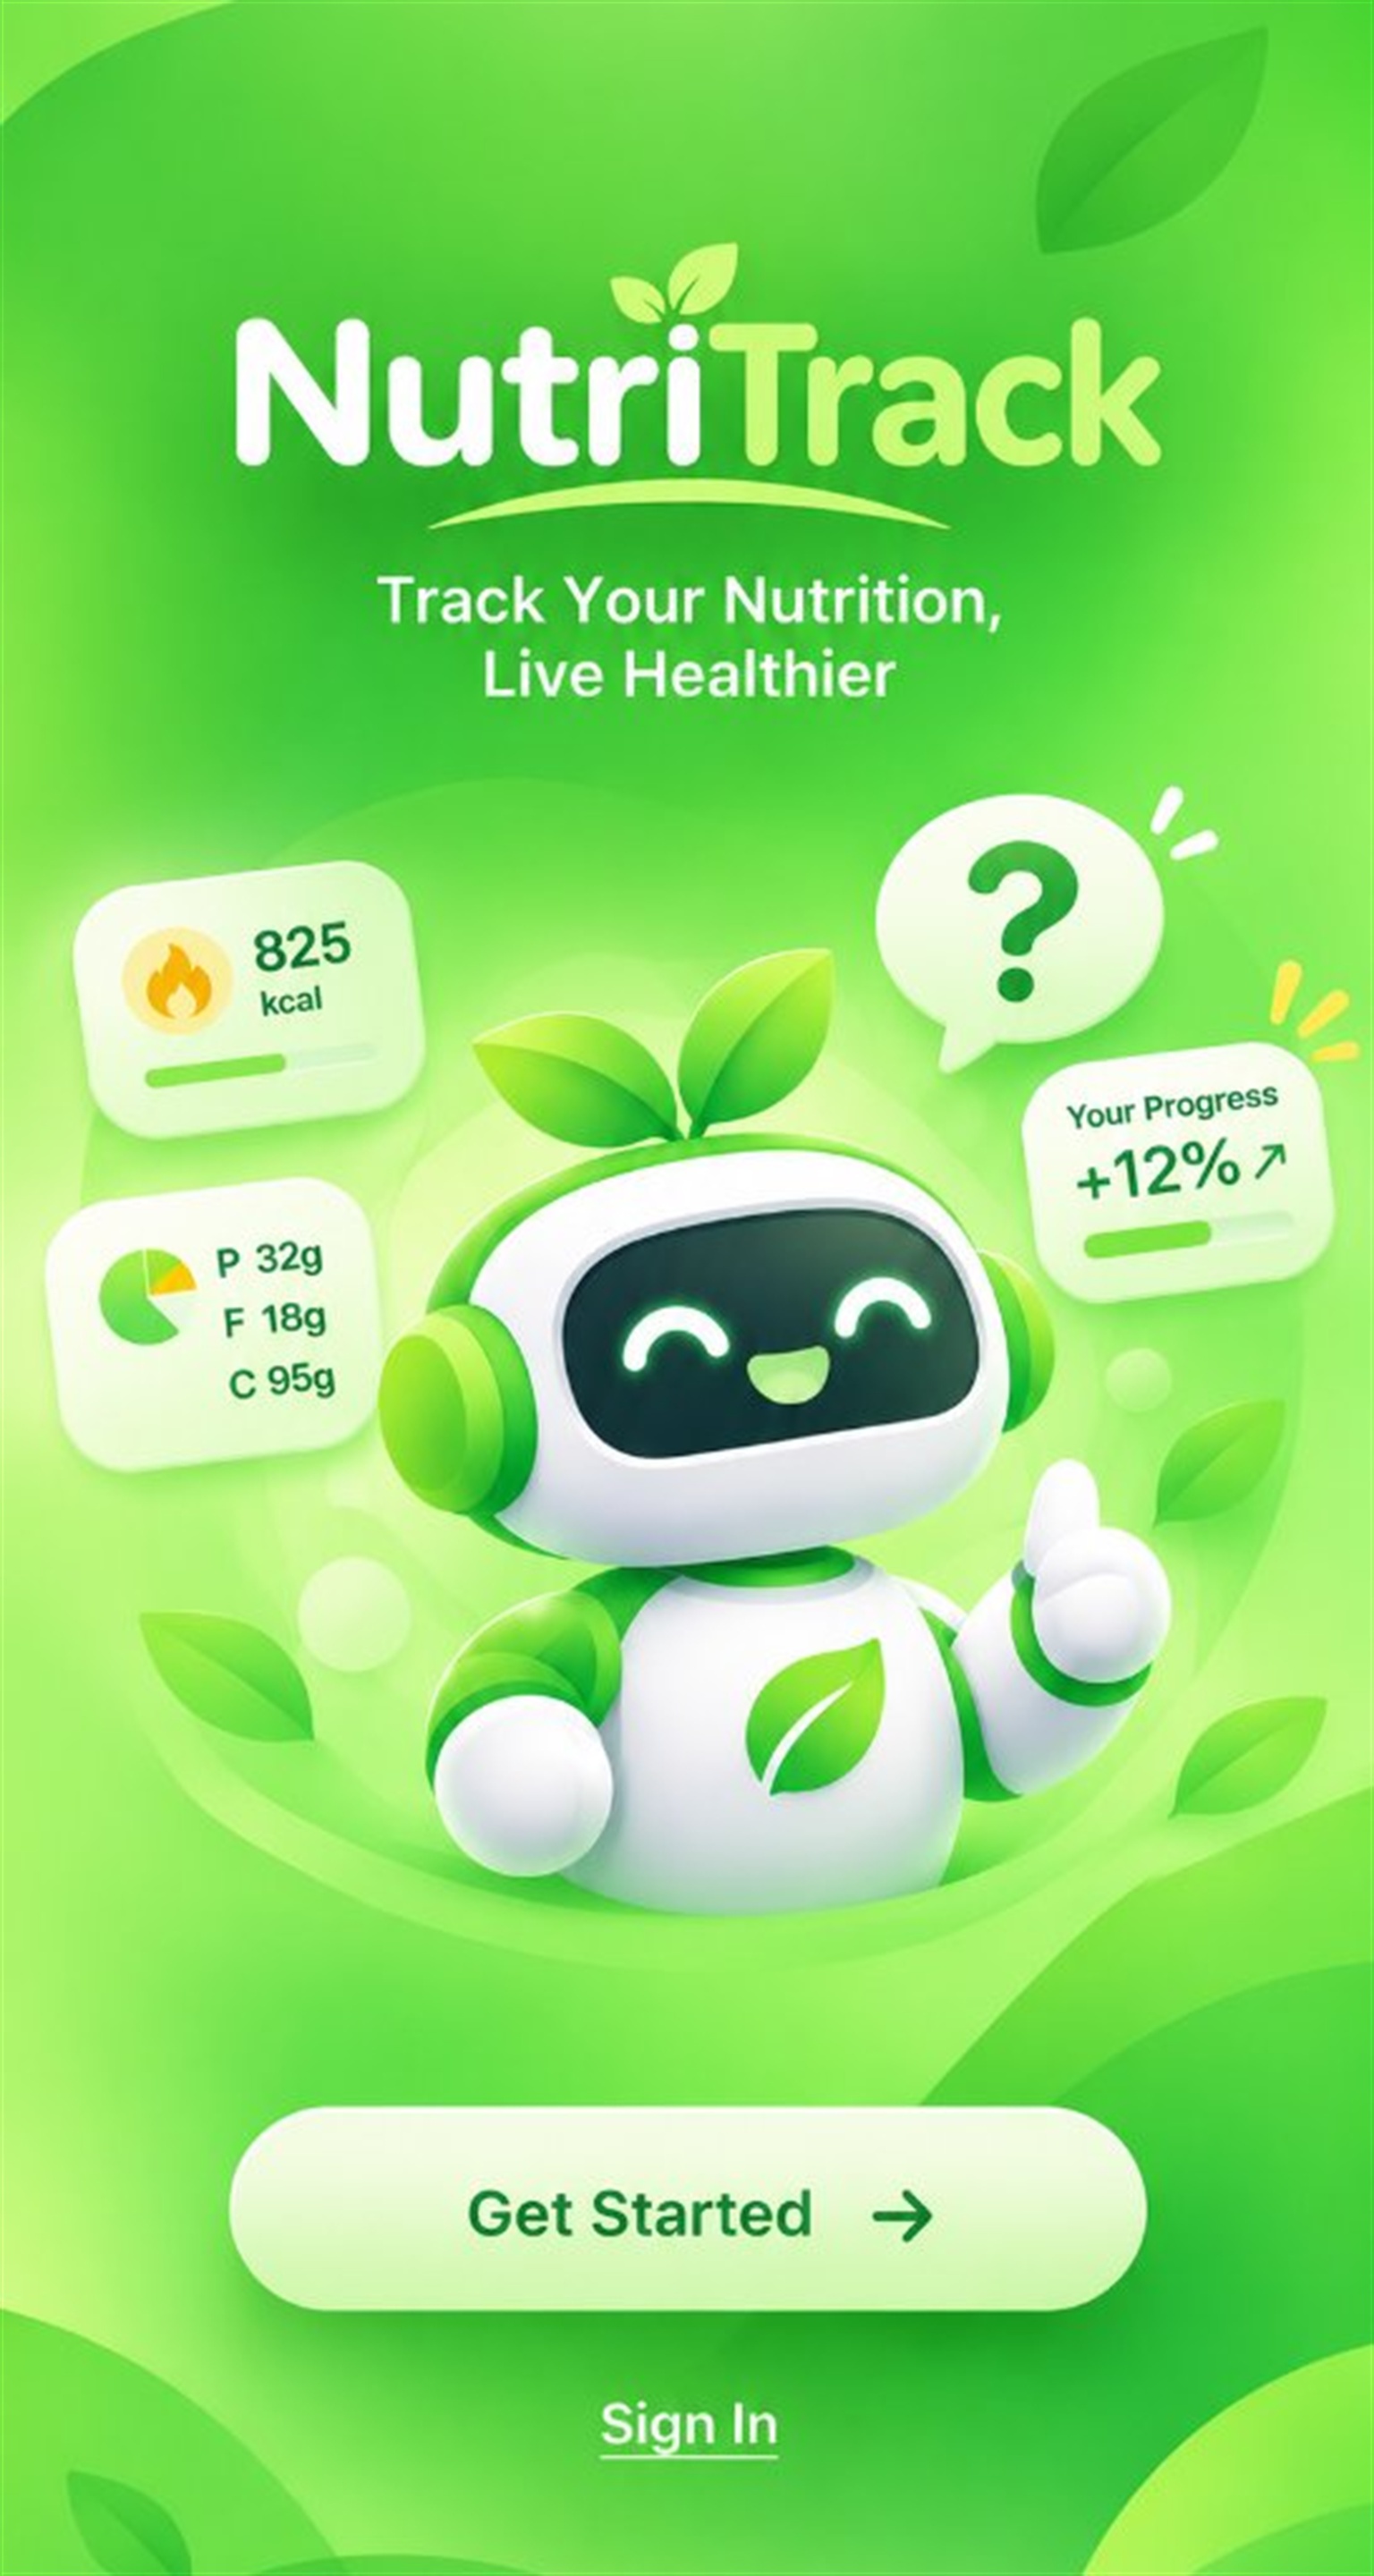 NutriTrack
Track Your Nutrition,
Live Healthier
?
825
kcal
Your Progress
+12%
P 32g
F 18g
C 95g
Get Started
Sign In